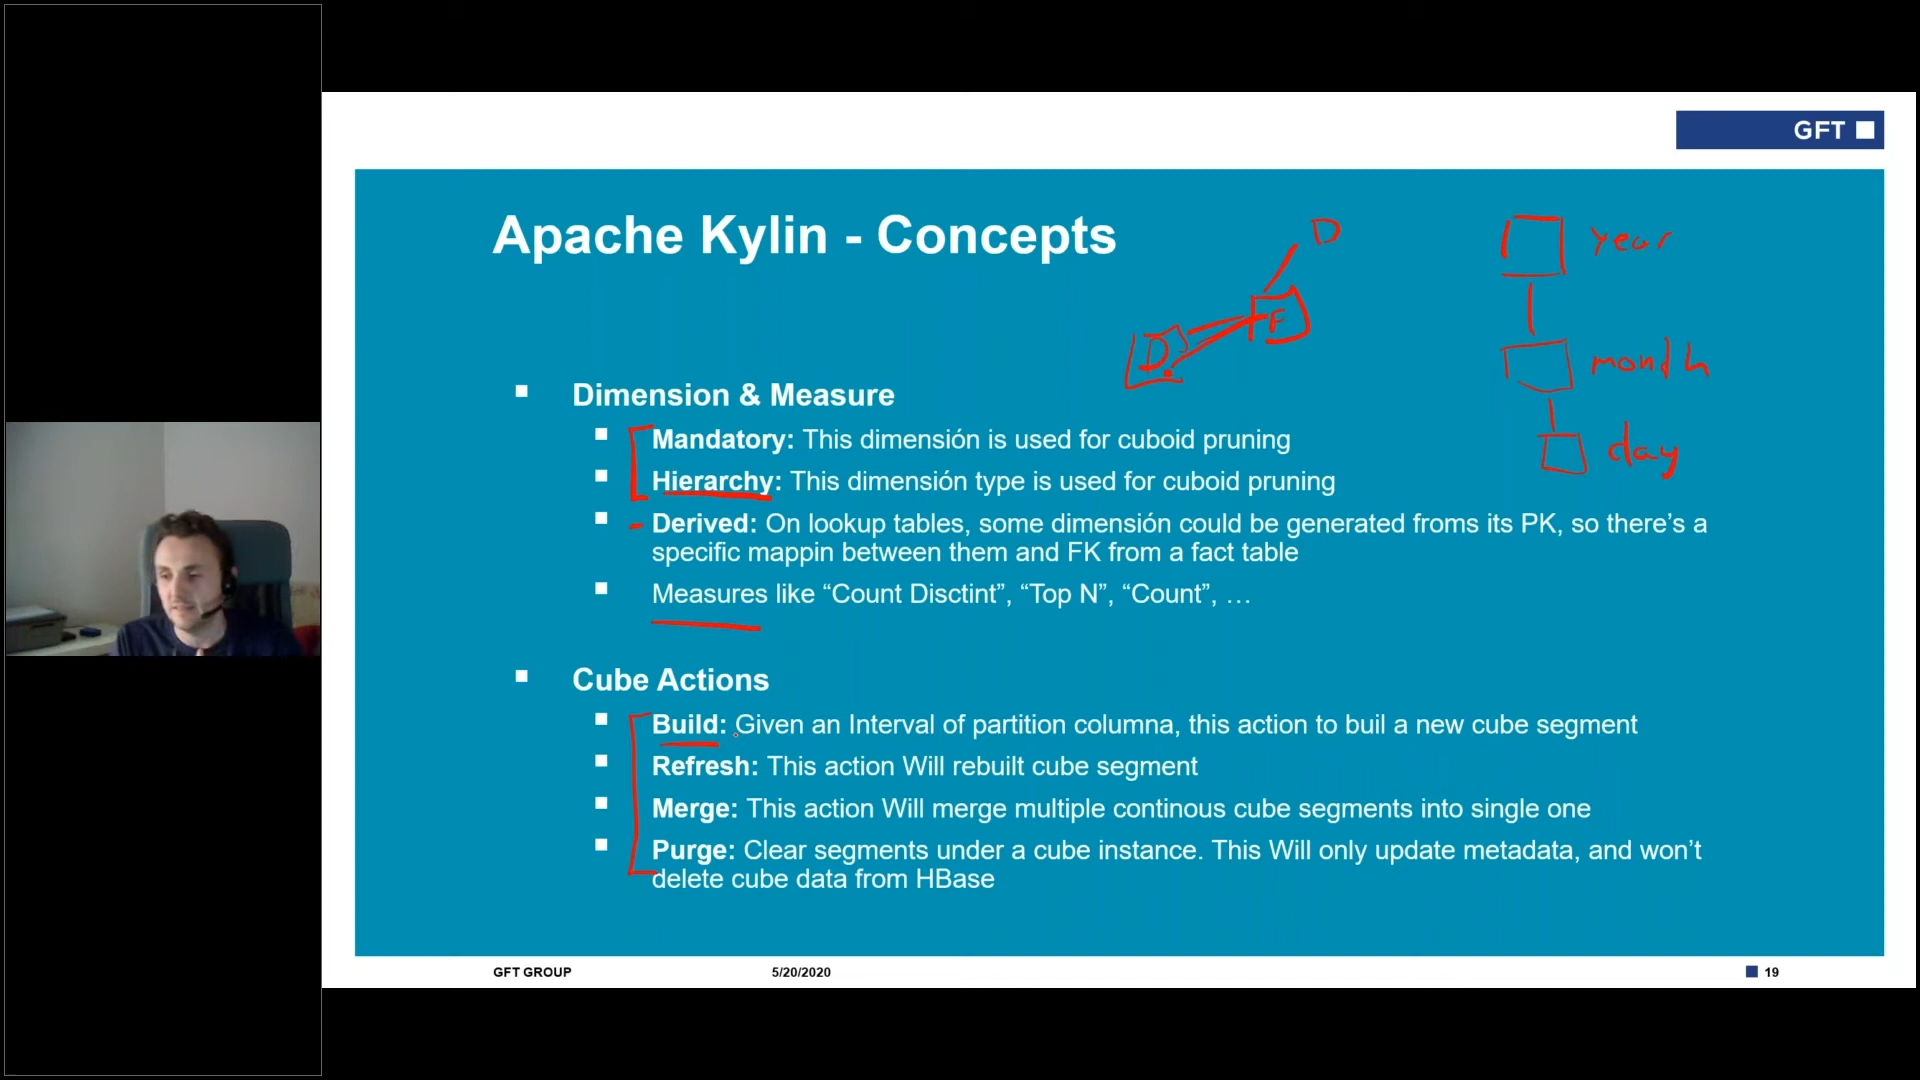 GFT
Apache Kylin - Concepts
D
F
D
year
month
day
Dimension & Measure
Mandatory: This dimensión is used for cuboid pruning
Hierarchy: This dimensión type is used for cuboid pruning
Derived: On lookup tables, some dimensión could be generated froms its PK, so there's a
specific mappin between them and FK from a fact table
Measures like “Count Disctint”, “Top N”, “Count”, …
Cube Actions
Build: Given an Interval of partition columna, this action to buil a new cube segment
Refresh: This action Will rebuilt cube segment
Merge: This action Will merge multiple continous cube segments into single one
Purge: Clear segments under a cube instance. This Will only update metadata, and won't
delete cube data from HBase
GFT GROUP
5/20/2020
19